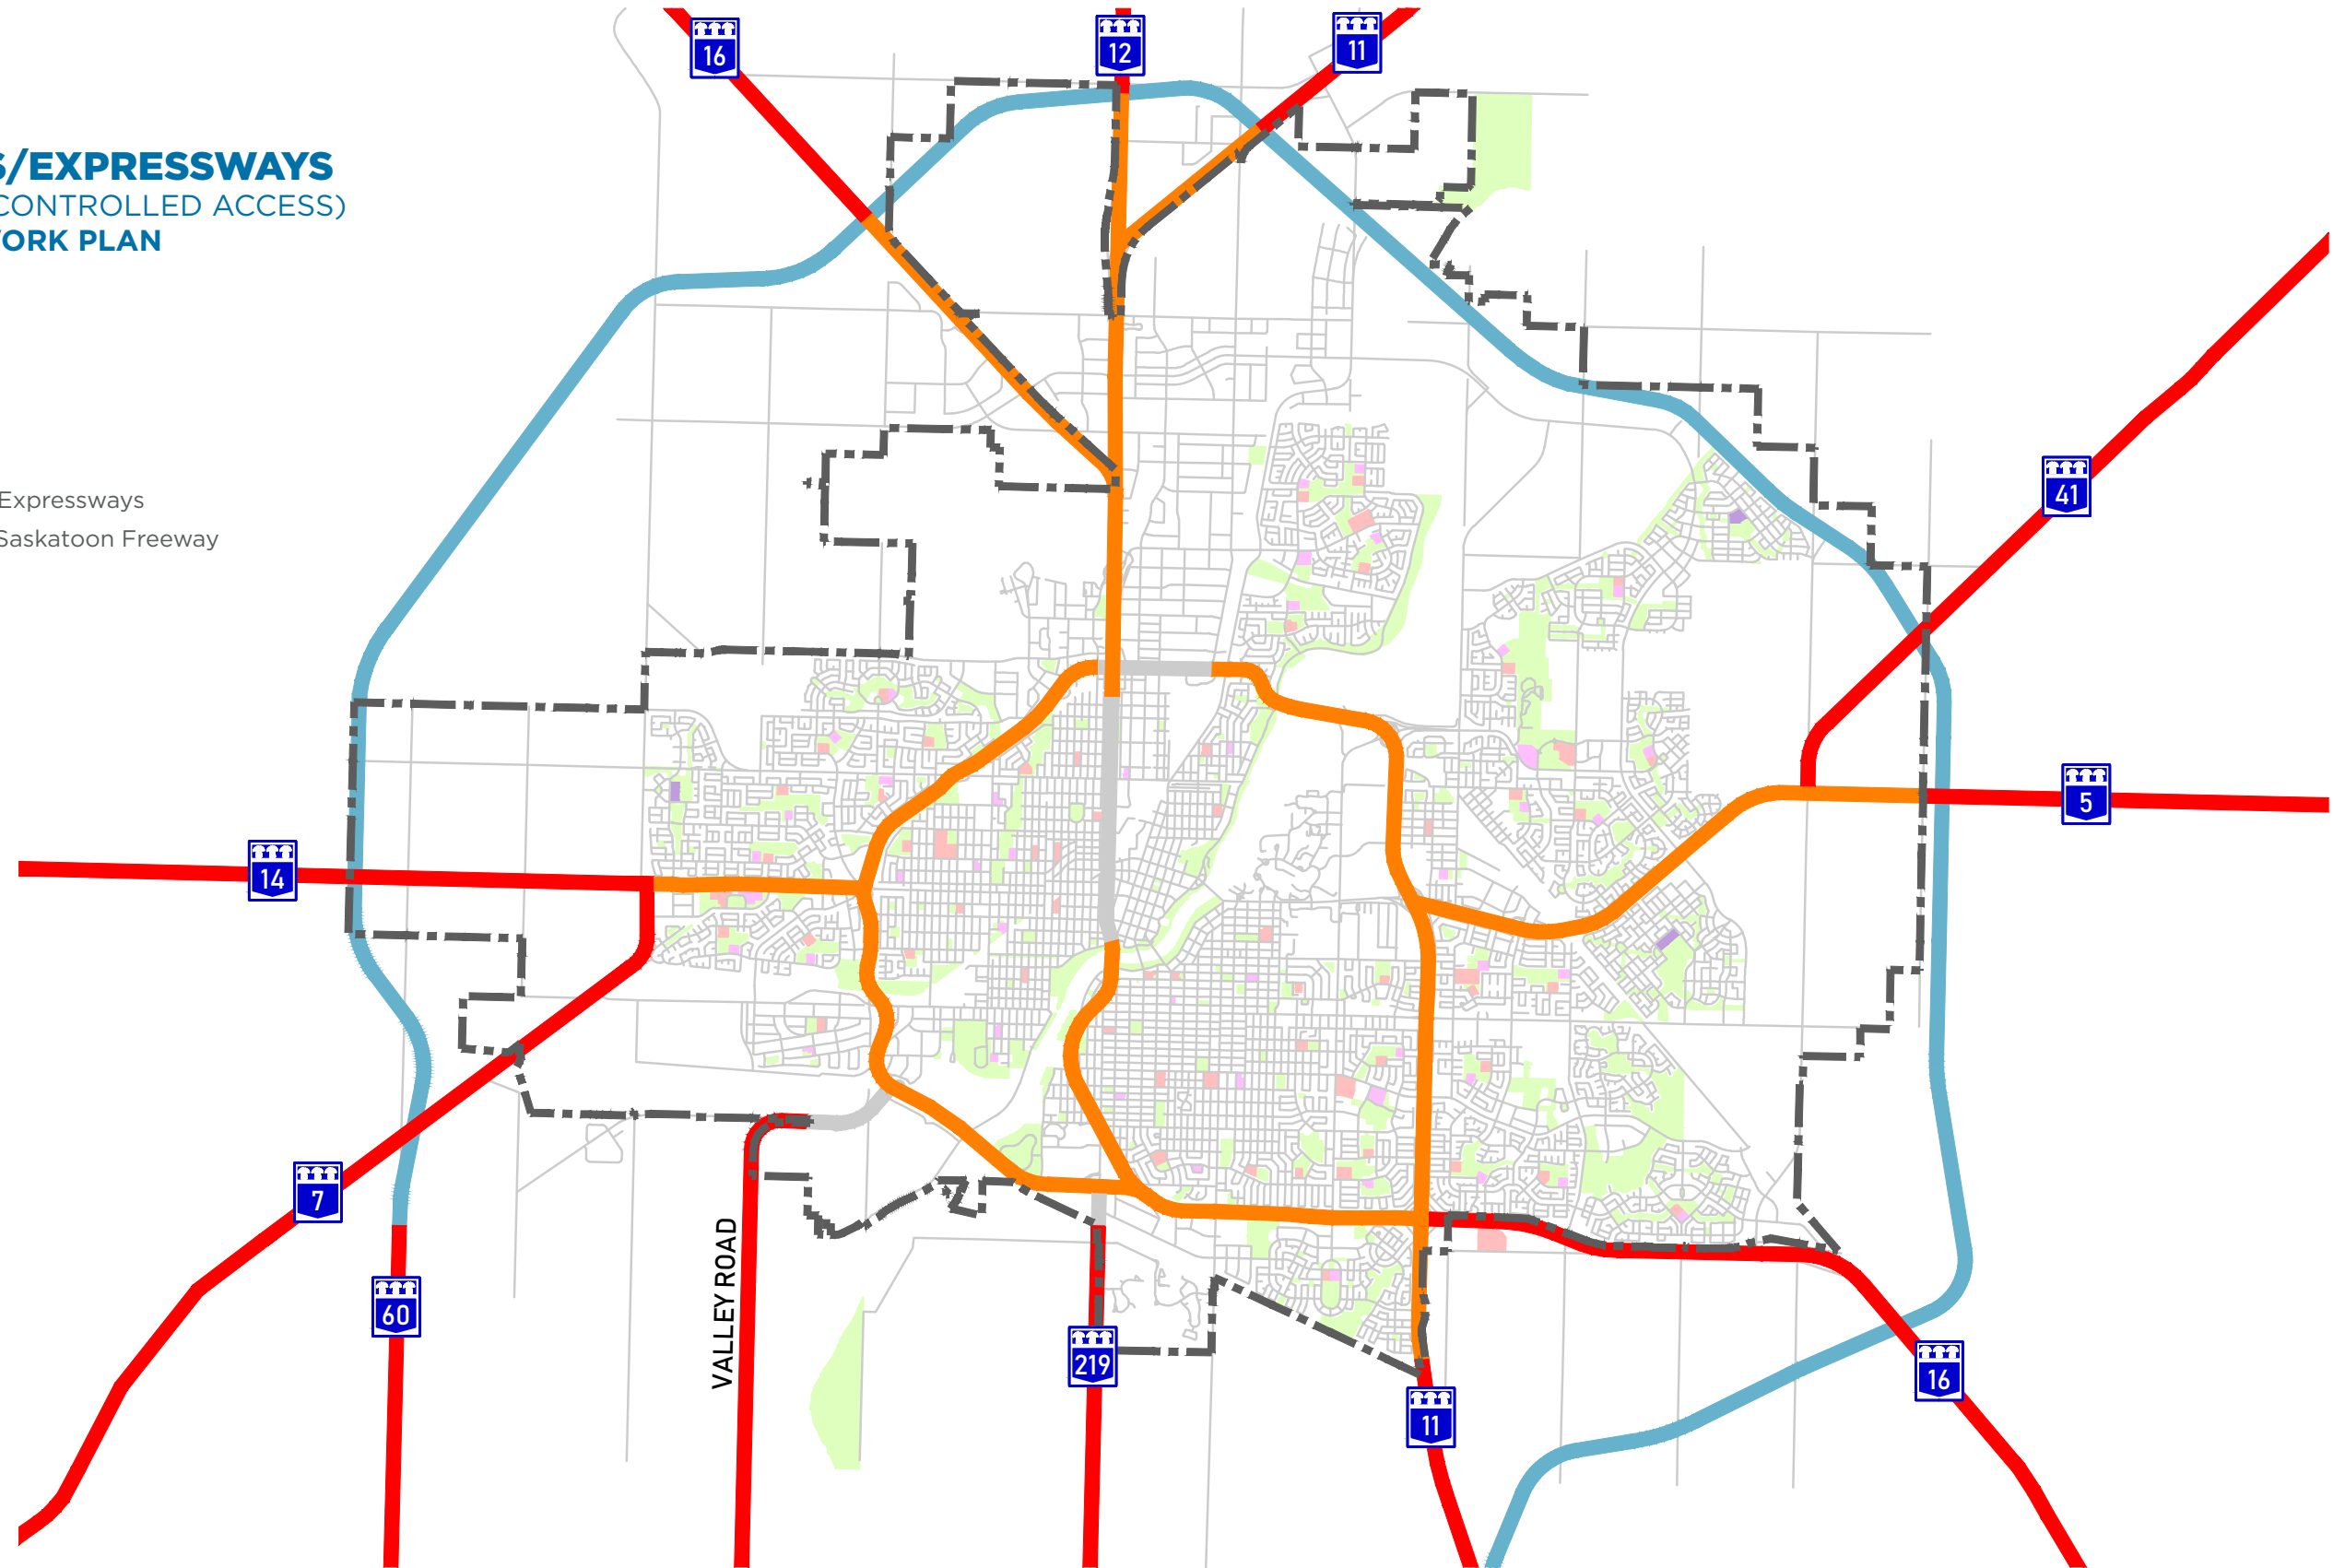 S/EXPRESSWAYS
CONTROLLED ACCESS)
ORK PLAN
Expressways
Saskatoon Freeway
16
12
11
41
5
14
7
60
VALLEY ROAD
219
11
16